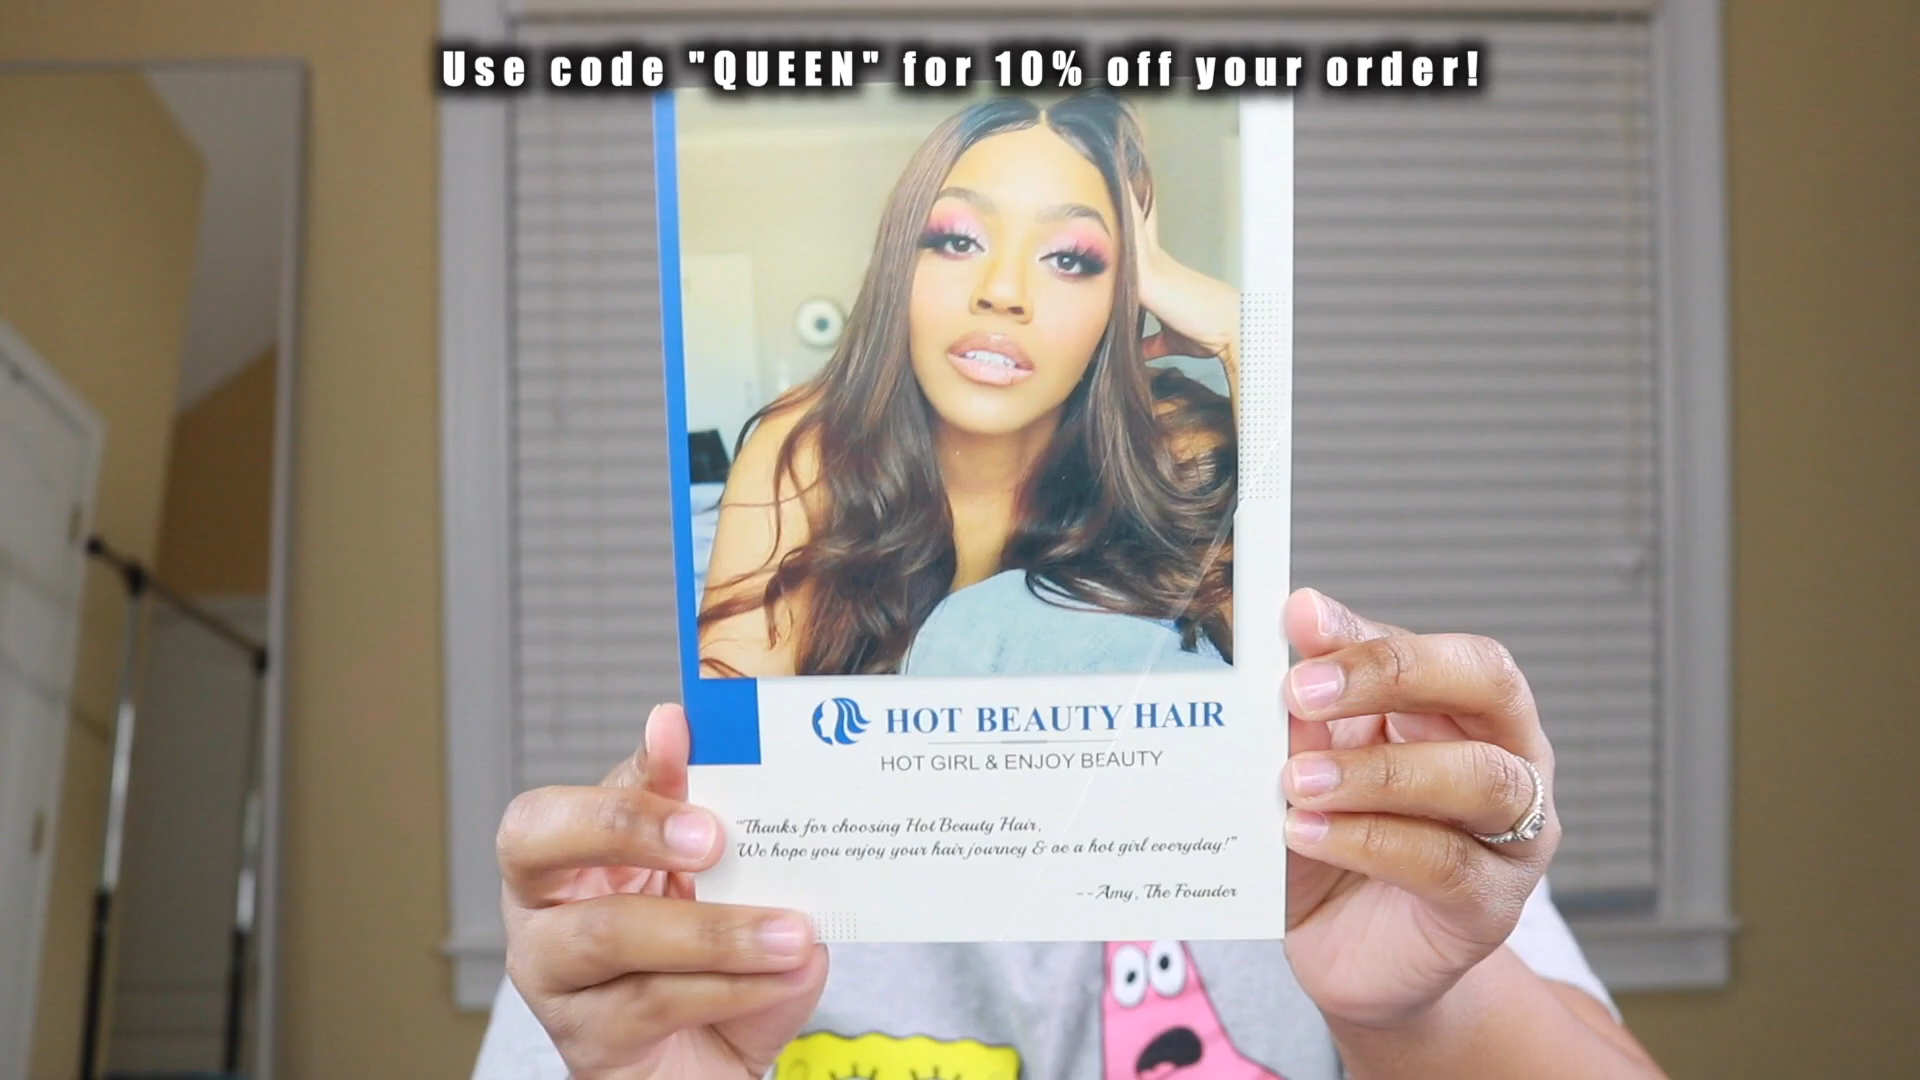 Use code "QUEEN" for 10% off your order!
HOT BEAUTY HAIR
HOT GIRL & ENJOY BEAUTY
"Thanks for choosing Hot Beauty Hair,
We hope you enjoy your hair journey & be a hot girl everyday!"
--Amy, The Founder